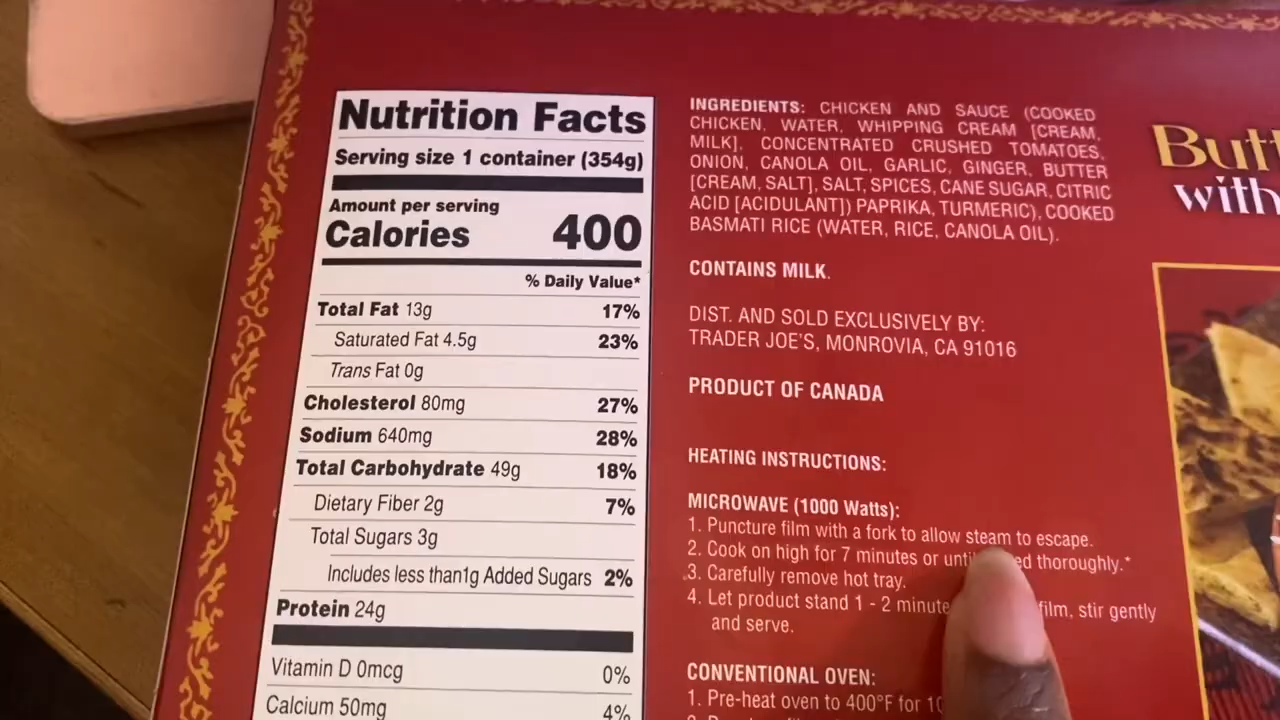 Nutrition Facts
Serving size 1 container (354g)
Amount per serving
Calories 400
% Daily Value*
Total Fat 13g 17%
Saturated Fat 4.5g 23%
Trans Fat 0g
Cholesterol 80mg 27%
Sodium 640mg 28%
Total Carbohydrate 49g 18%
Dietary Fiber 2g 7%
Total Sugars 3g
Includes less than1g Added Sugars 2%
Protein 24g
Vitamin D 0mcg 0%
Calcium 50mg 4%
INGREDIENTS: CHICKEN AND SAUCE (COOKED
CHICKEN, WATER, WHIPPING CREAM [CREAM,
MILK], CONCENTRATED CRUSHED TOMATOES,
ONION, CANOLA OIL, GARLIC, GINGER, BUTTER
[CREAM, SALT], SALT, SPICES, CANE SUGAR, CITRIC
ACID [ACIDULANT]) PAPRIKA, TURMERIC), COOKED
BASMATI RICE (WATER, RICE, CANOLA OIL).
CONTAINS MILK.
DIST. AND SOLD EXCLUSIVELY BY:
TRADER JOE'S, MONROVIA, CA 91016
PRODUCT OF CANADA
HEATING INSTRUCTIONS:
MICROWAVE (1000 Watts):
1. Puncture film with a fork to allow steam to escape.
2. Cook on high for 7 minutes or thoroughly.*
3. Carefully remove hot tray.
4. Let product stand 1 - 2 film, stir gently
and serve.
CONVENTIONAL OVEN:
1. Pre-heat oven to 400°F for
with